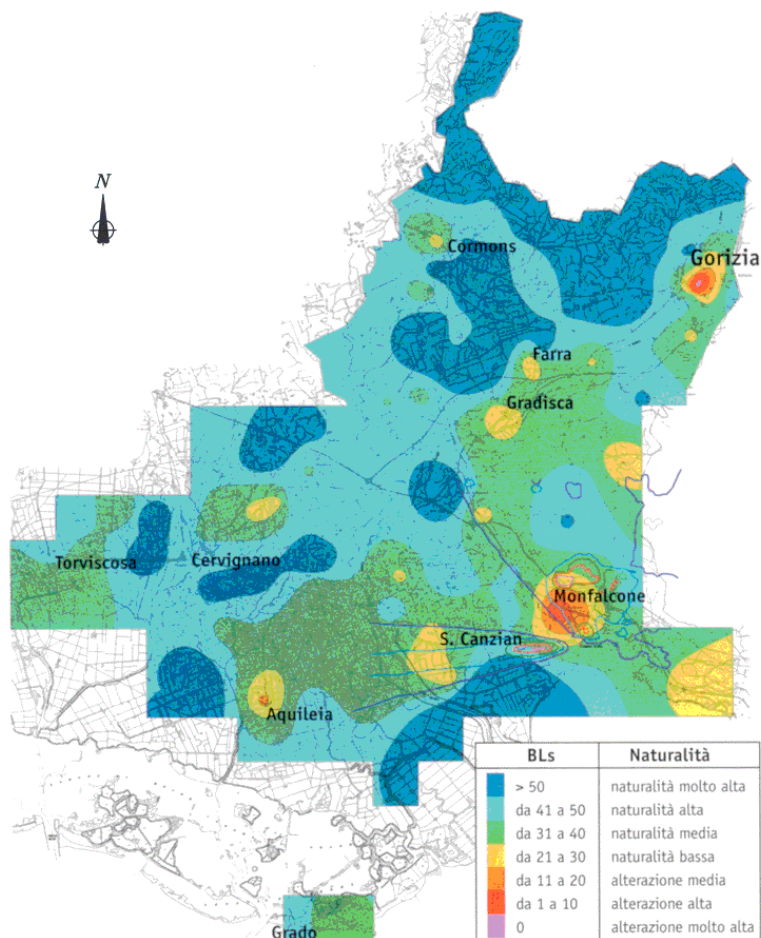 N
Cormons
Gorizia
Farra
Gradisca
Torviscosa
Cervignano
Monfalcone
S. Canzian
Aquileia
Grado
BLs Naturalità
> 50 naturalità molto alta
da 41 a 50 naturalità alta
da 31 a 40 naturalità media
da 21 a 30 naturalità bassa
da 11 a 20 alterazione media
da 1 a 10 alterazione alta
0 alterazione molto alta